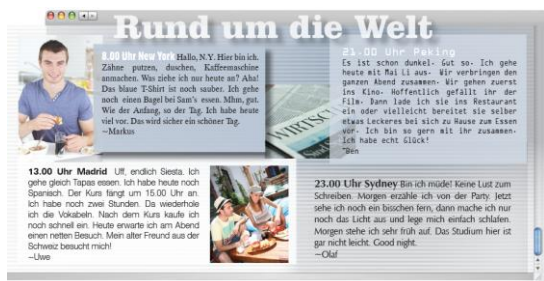 Rund um die Welt
8.00 Uhr New York Hallo, N.Y. Hier bin ich.
Zähne putzen, duschen, Kaffeemaschine
anmachen. Was ziehe ich nur heute an? Aha!
Das blaue T-Shirt ist noch sauber. Ich gehe
noch einen Bagel bei Sam's essen. Mhm, gut.
Wie der Anfang, so der Tag. Ich habe heute
viel vor. Das wird sicher ein schöner Tag.
~Markus
WIRTSC
21.00 Uhr Peking
Es ist schon dunkel. Gut so. Ich gehe
heute mit Mai Li aus. Wir verbringen den
ganzen Abend zusammen. Wir gehen zuerst
ins Kino. Hoffentlich gefällt ihr der
Film. Dann lade ich sie ins Restaurant
ein oder vielleicht bereitet sie selber
etwas Leckeres bei sich zu Hause zum Essen
vor. Ich bin so gern mit ihr zusammen.
Ich habe echt Glück!
~Ben
13.00 Uhr Madrid Uff, endlich Siesta. Ich
gehe gleich Tapas essen. Ich habe heute noch
Spanisch. Der Kurs fängt um 15.00 Uhr an.
Ich habe noch zwei Stunden. Da wiederhole
ich die Vokabeln. Nach dem Kurs kaufe ich
noch schnell ein. Heute erwarte ich am Abend
einen netten Besuch. Mein alter Freund aus der
Schweiz besucht mich!
~Uwe
23.00 Uhr Sydney Bin ich müde! Keine Lust zum
Schreiben. Morgen erzähle ich von der Party. Jetzt
sehe ich noch ein bisschen fern, dann mache ich nur
noch das Licht aus und lege mich einfach schlafen.
Morgen stehe ich sehr früh auf. Das Studium hier ist
gar nicht leicht. Good night.
~Olaf